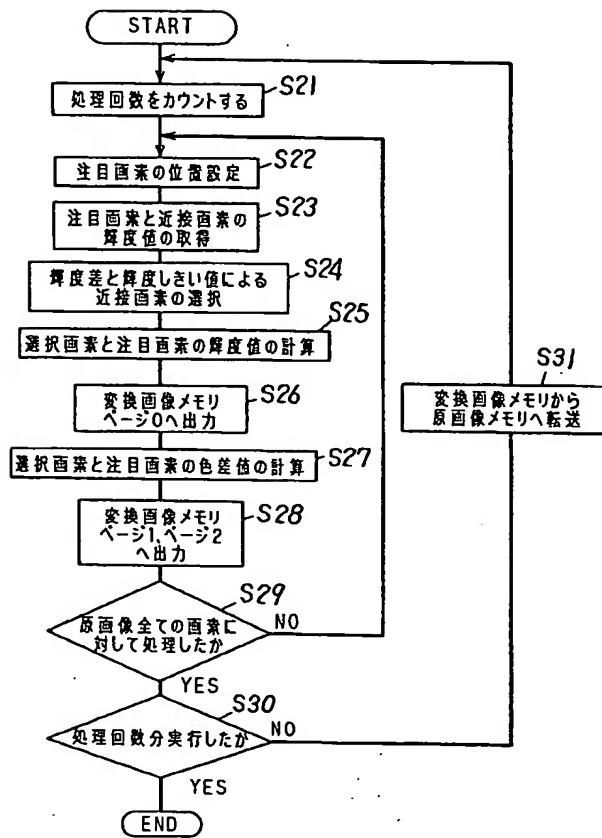 START
S21
処理回数をカウントする
S22
注目画素の位置設定
S23
注目画素と近接画素の
輝度値の取得
S24
輝度差と輝度しきい値による
近接画素の選択
S25
選択画素と注目画素の輝度値の計算
S26
変換画像メモリ
ページ0へ出力
S27
選択画素と注目画素の色差値の計算
S28
変換画像メモリ
ページ1、ページ2
へ出力
S29
原画像全ての画素に
対して処理したか
NO
YES
S30
処理回数分実行したか
NO
YES
END
S31
変換画像メモリから
原画像メモリへ転送